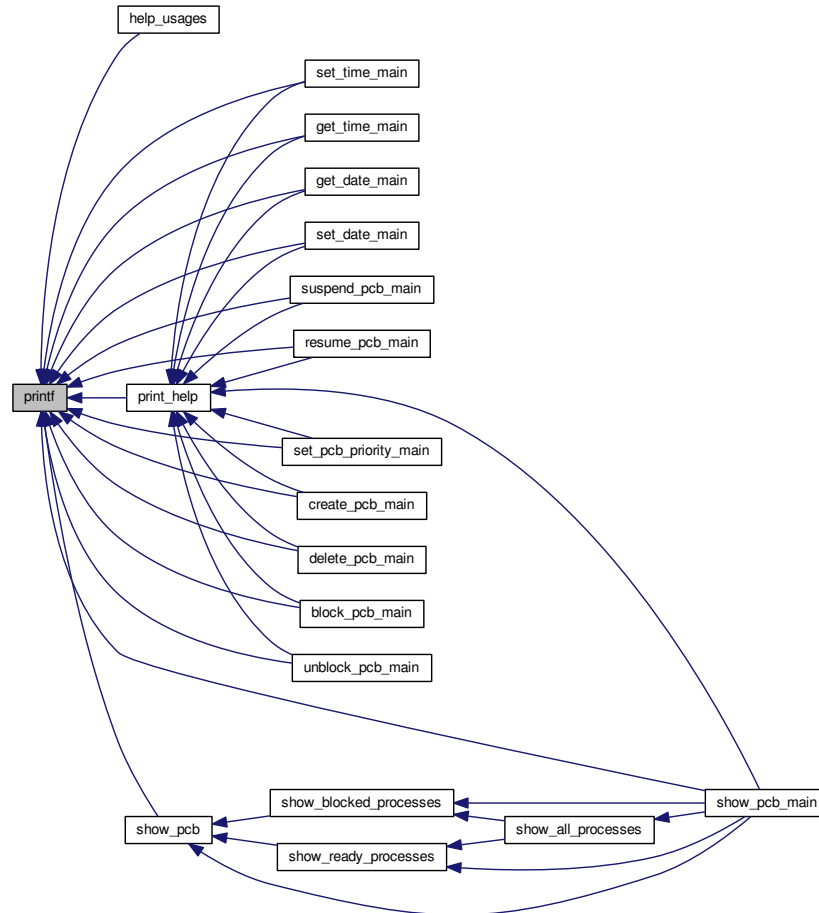 help_usages
set_time_main
get_time_main
get_date_main
set_date_main
suspend_pcb_main
resume_pcb_main
printf
print_help
set_pcb_priority_main
create_pcb_main
delete_pcb_main
block_pcb_main
unblock_pcb_main
show_blocked_processes
show_pcb_main
show_pcb
show_all_processes
show_ready_processes